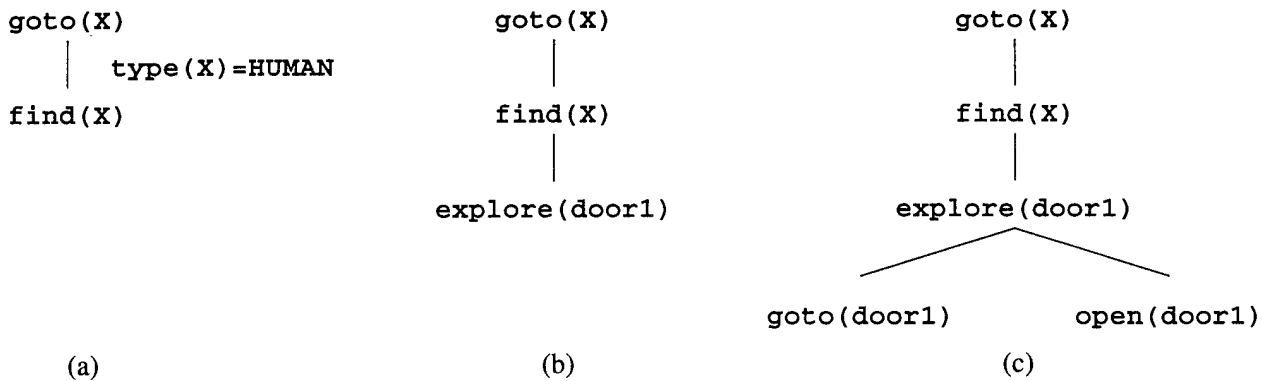 goto(X)
type(X)=HUMAN
find(X)
(a)
goto(X)
find(X)
explore(door1)
(b)
goto(X)
find(X)
explore(door1)
goto(door1) open(door1)
(c)